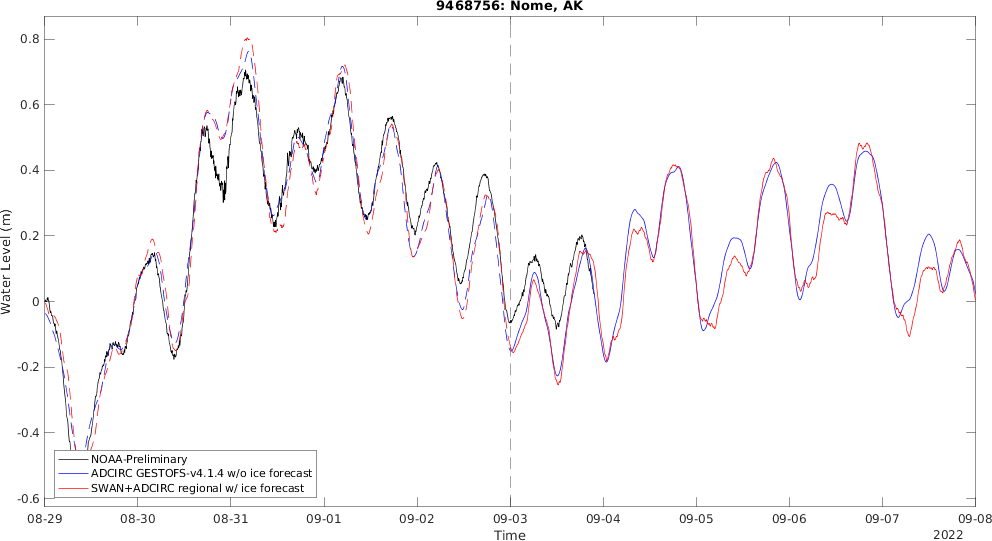 9468756: Nome, AK
Water Level (m)
0.8
0.6
0.4
0.2
0
-0.2
-0.4
-0.6
NOAA-Preliminary
ADCIRC GESTOFS-v4.1.4 w/o ice forecast
SWAN+ADCIRC regional w/ ice forecast
08-29 08-30 08-31 09-01 09-02 09-03 09-04 09-05 09-06 09-07 09-08
Time
2022